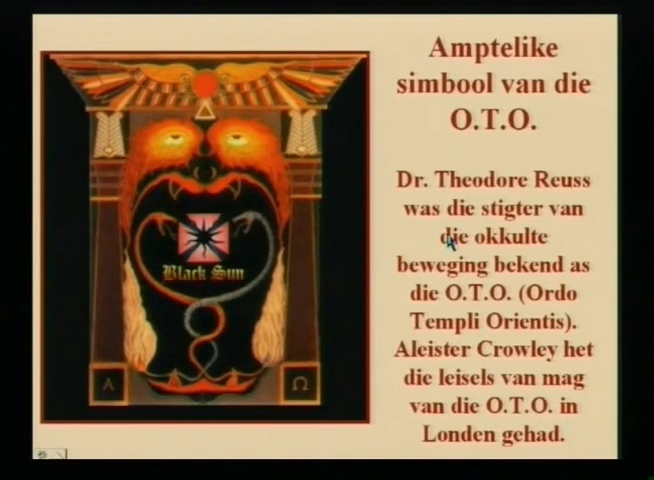 Amptelike
simbool van die
O.T.O.
Dr. Theodore Reuss
was die stigter van
die okkulte
beweging bekend as
die O.T.O. (Ordo
Templi Orientis).
Aleister Crowley het
die leisels van mag
van die O.T.O. in
Londen gehad.
Black Sun
Α
Ω